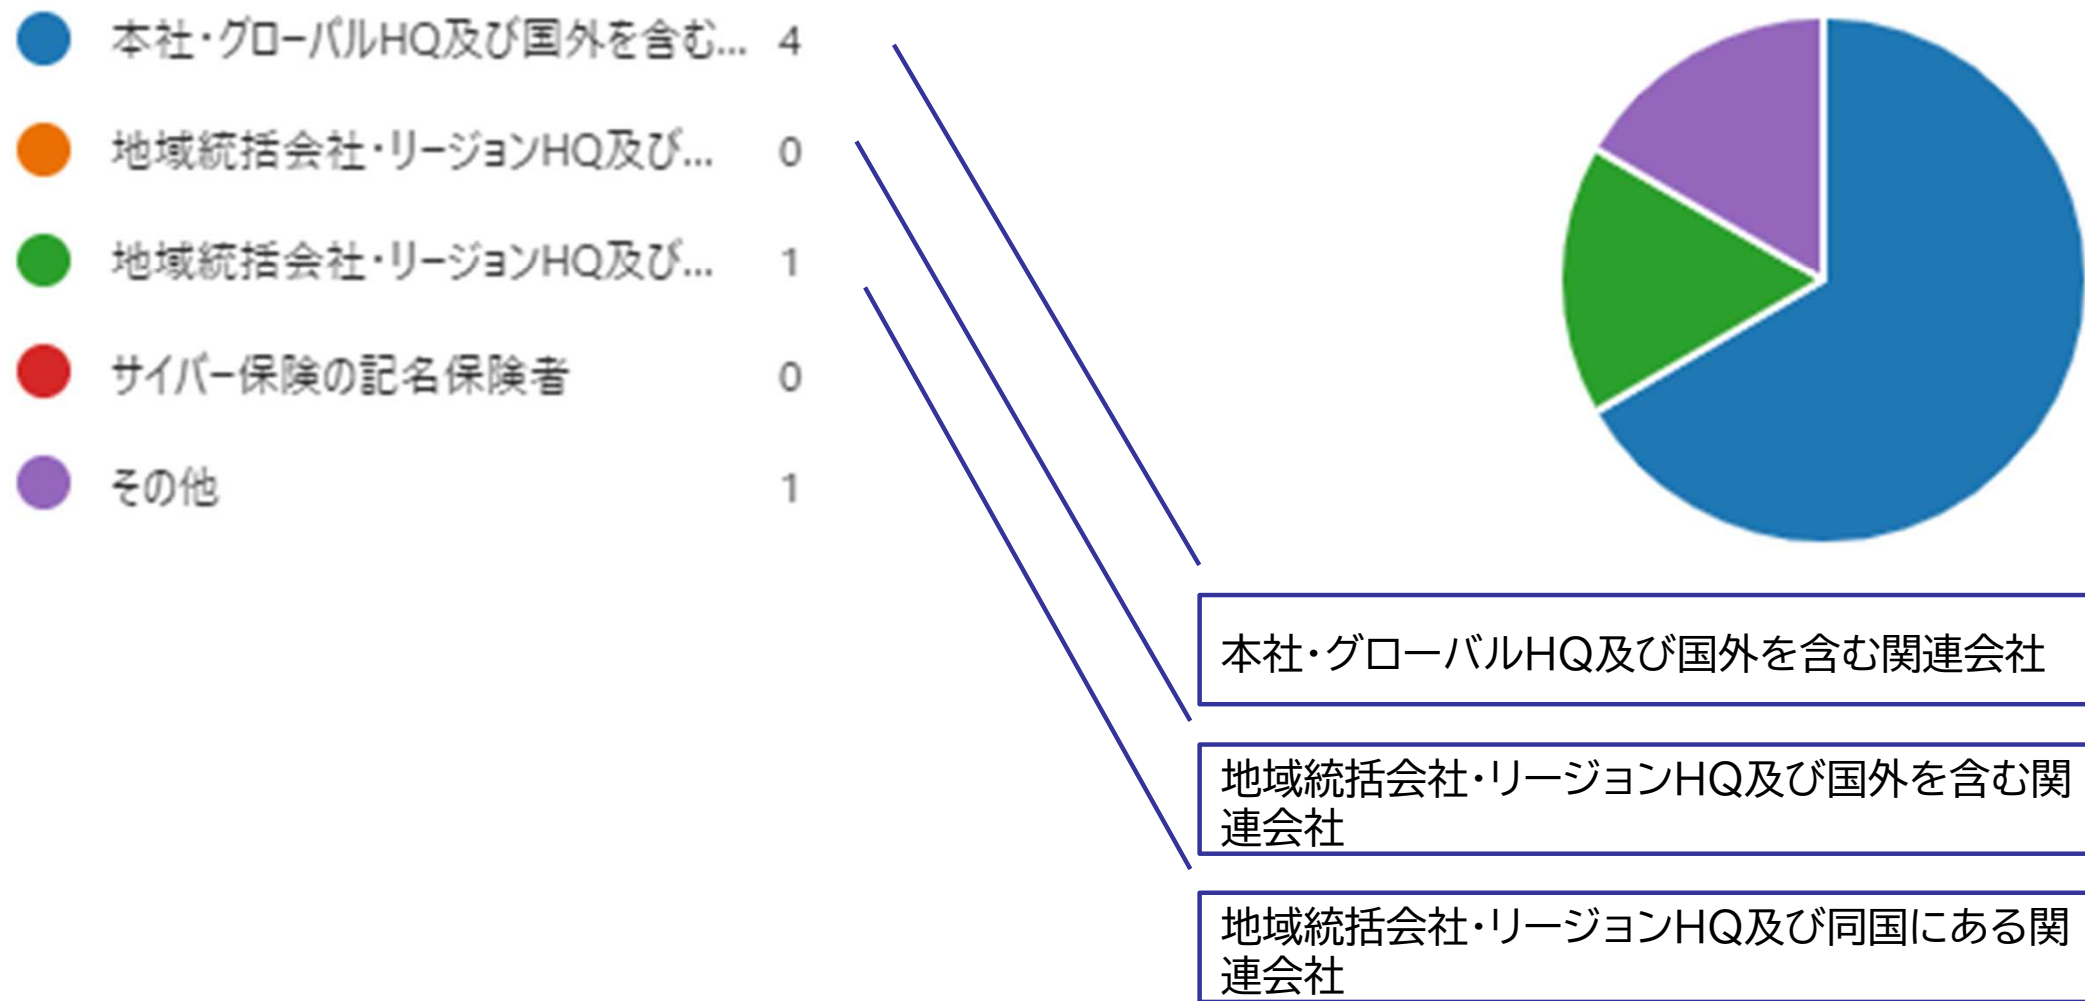 本社・グローバルHQ及び国外を含む... 4
地域統括会社・リージョンHQ及び... 0
地域統括会社・リージョンHQ及び... 1
サイバー保険の記名保険者 0
その他 1
本社・グローバルHQ及び国外を含む関連会社
地域統括会社・リージョンHQ及び国外を含む関
連会社
地域統括会社・リージョンHQ及び同国にある関
連会社